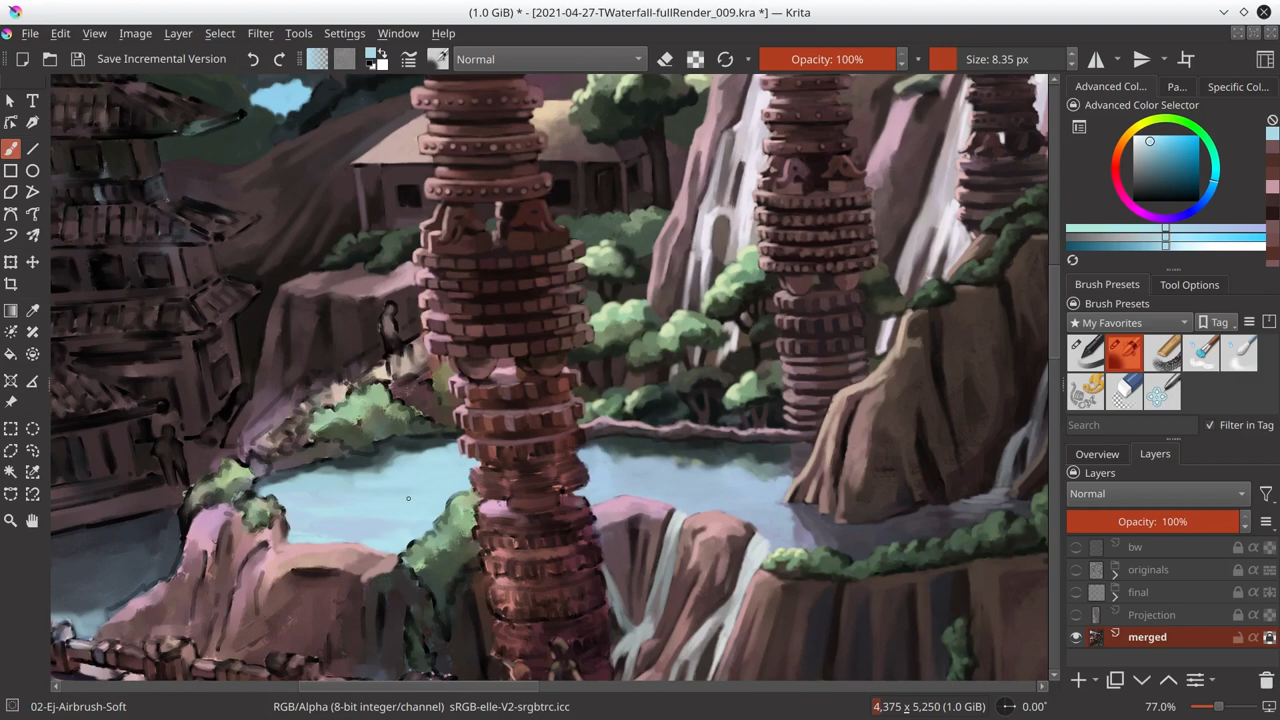 (1.0 GiB) * - [2021-04-27-TWaterfall-fullRender_009.kra *] — Krita
File Edit View Image Layer Select Filter Tools Settings Window Help
Save Incremental Version Normal Opacity: 100% Size: 8.35 px
Advanced Col... Pa... Specific Col...
Advanced Color Selector
Brush Presets Tool Options
Brush Presets
★ My Favorites Tag
Search Filter in Tag
Overview Layers
Layers
Normal
Opacity: 100%
bw
originals
final
Projection
merged
02-Ej-Airbrush-Soft RGB/Alpha (8-bit integer/channel) sRGB-elle-V2-srgbtrc.icc 4,375 x 5,250 (1.0 GiB) 0.00° 77.0%